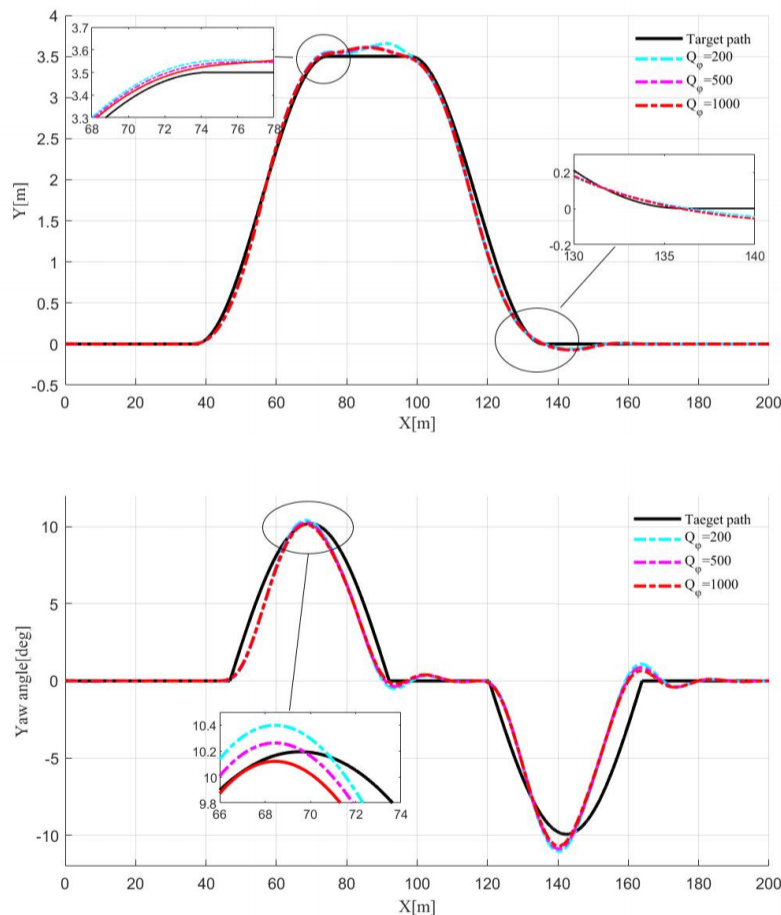 4
3.5
3
2.5
2
1.5
1
0.5
0
-0.5
Y[m]
3.7
3.6
3.5
3.4
3.3
68 70 72 74 76 78
Target path
Qφ=200
Qφ=500
Qφ=1000
0.2
0
-0.2
130 135 140
0 20 40 60 80 100 120 140 160 180 200
X[m]
10
5
0
-5
-10
Yaw angle[deg]
Taeget path
Qφ=200
Qφ=500
Qφ=1000
10.4
10.2
10
9.8
66 68 70 72 74
0 20 40 60 80 100 120 140 160 180 200
X[m]